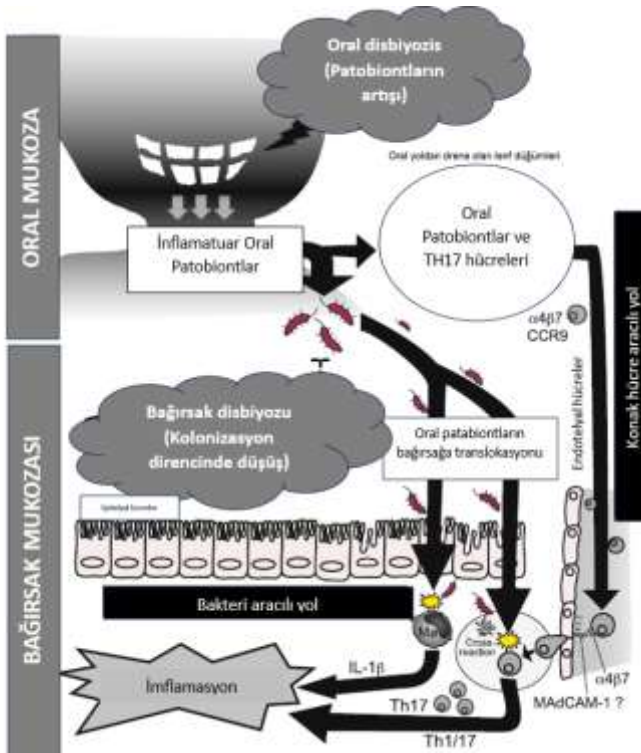 ORAL MUKOZA
Oral disbiyozis
(Patobiontların
artışı)
Oral yoldan drene olan lenf düğümleri
İnflamatuar Oral
Patobiontlar
Oral
Patobiontlar ve
TH17 hücreleri
α4β7
CCR9
Konak hücre aracılı yol
Endotelyal hücreler
BAĞIRSAK MUKOZASI
Bağırsak disbiyozu
(Kolonizasyon
direncinde düşüş)
Oral patabiontların
bağırsağa translokasyonu
Bakteri aracılı yol
Cross-
reaction
IL-1β
İmflamasyon
Th17
Th1/17
α4β7
MAdCAM-1 ?